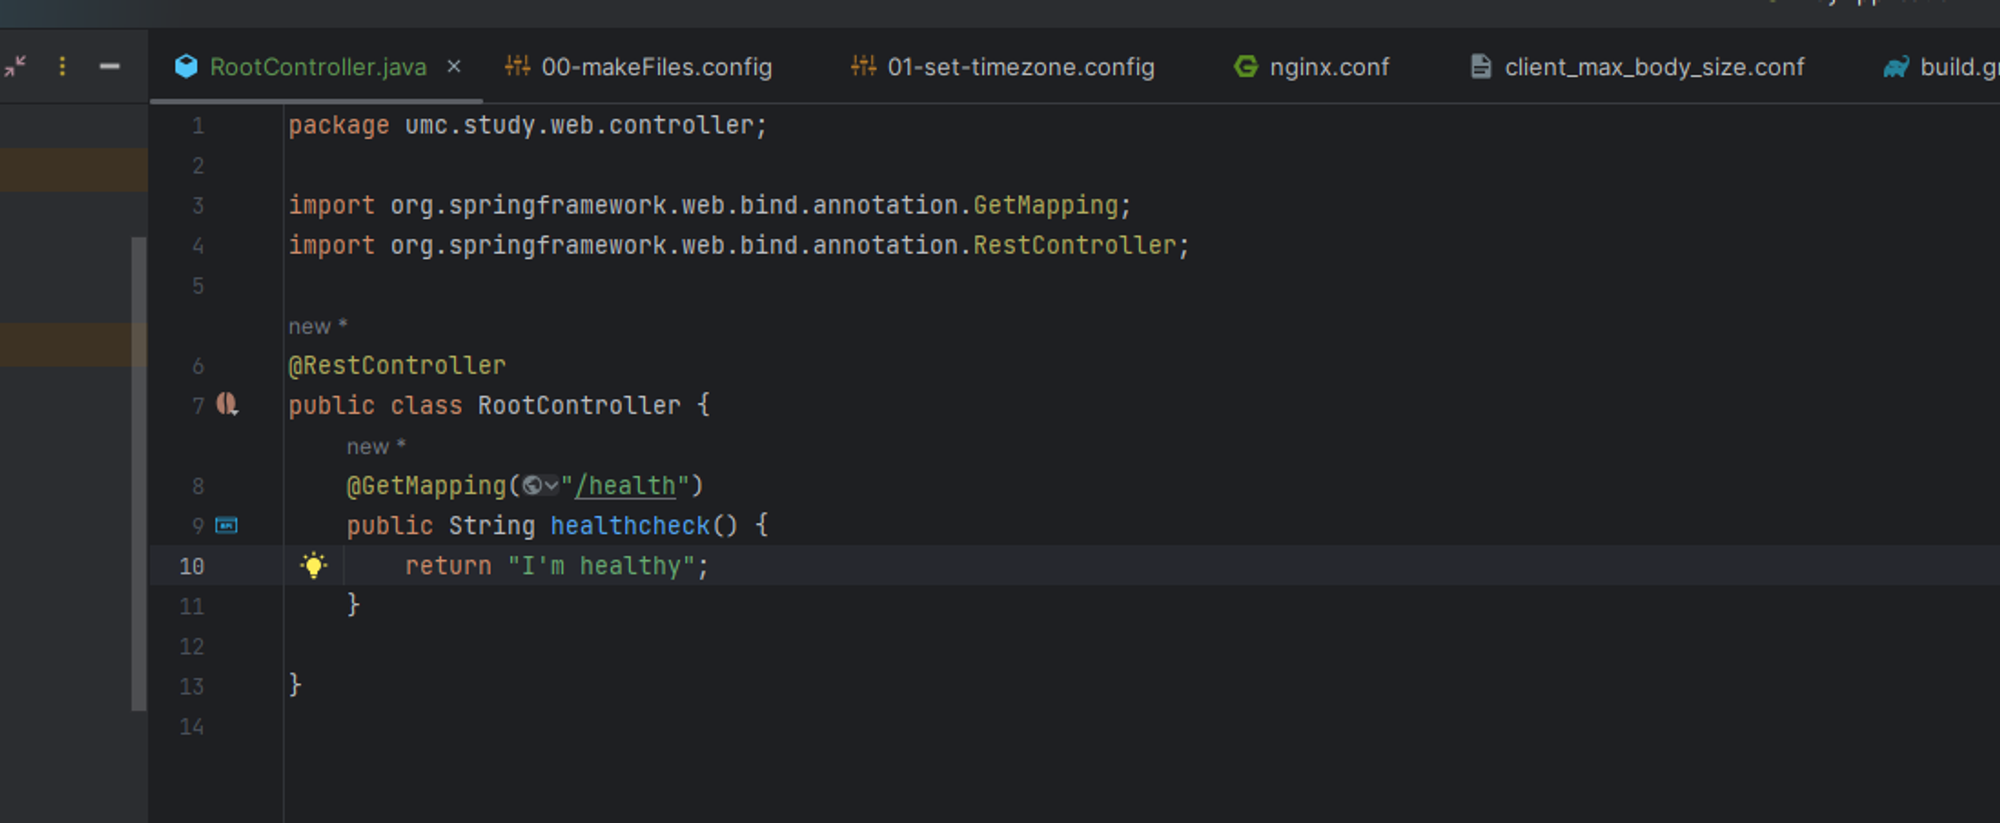 RootController.java × 00-makeFiles.config 01-set-timezone.config nginx.conf client_max_body_size.conf build.gr
1 package umc.study.web.controller;
2
3 import org.springframework.web.bind.annotation.GetMapping;
4 import org.springframework.web.bind.annotation.RestController;
5
new *
6 @RestController
7 public class RootController {
new *
8 @GetMapping("/health")
9 public String healthcheck() {
10 return "I'm healthy";
11 }
12
13 }
14